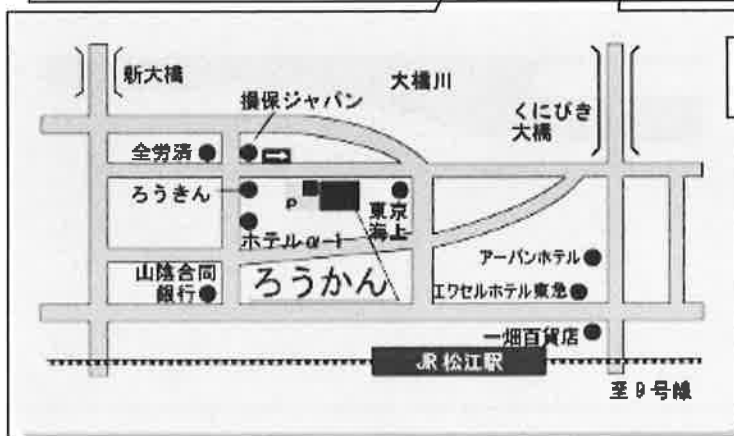 新大橋
大橋川
損保ジャパン
くにびき
大橋
全労済
ろうきん
P
東京
海上
ホテルα-1
山陰合同
銀行
ろうかん
アーバンホテル
エクセルホテル東急
一畑百貨店
JR松江駅
至9号線